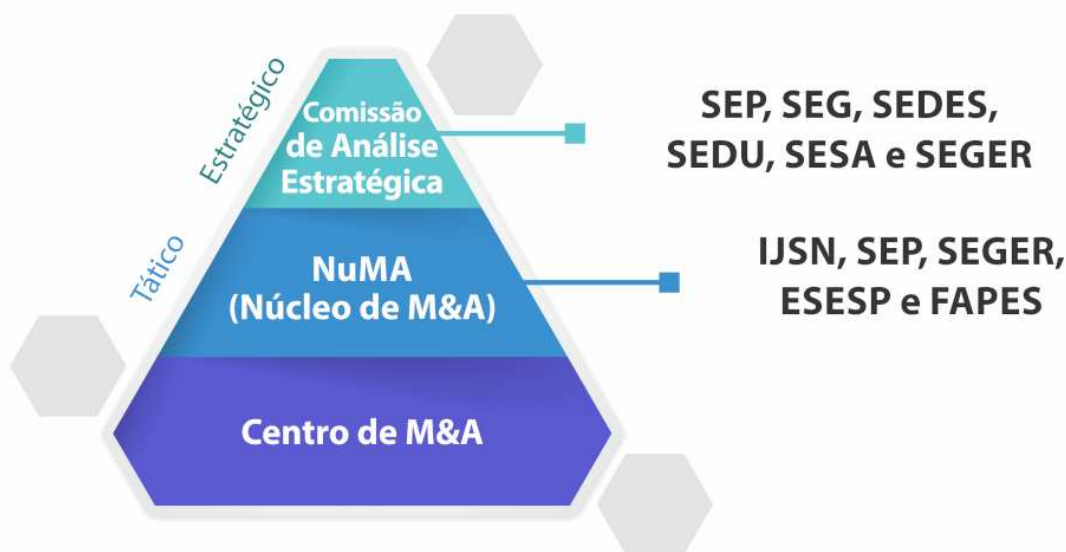 Estratégico
Comissão
de Análise
Estratégica
SEP, SEG, SEDES,
SEDU, SESA e SEGER
Tático
NuMA
(Núcleo de M&A)
IJSN, SEP, SEGER,
ESESP e FAPES
Centro de M&A